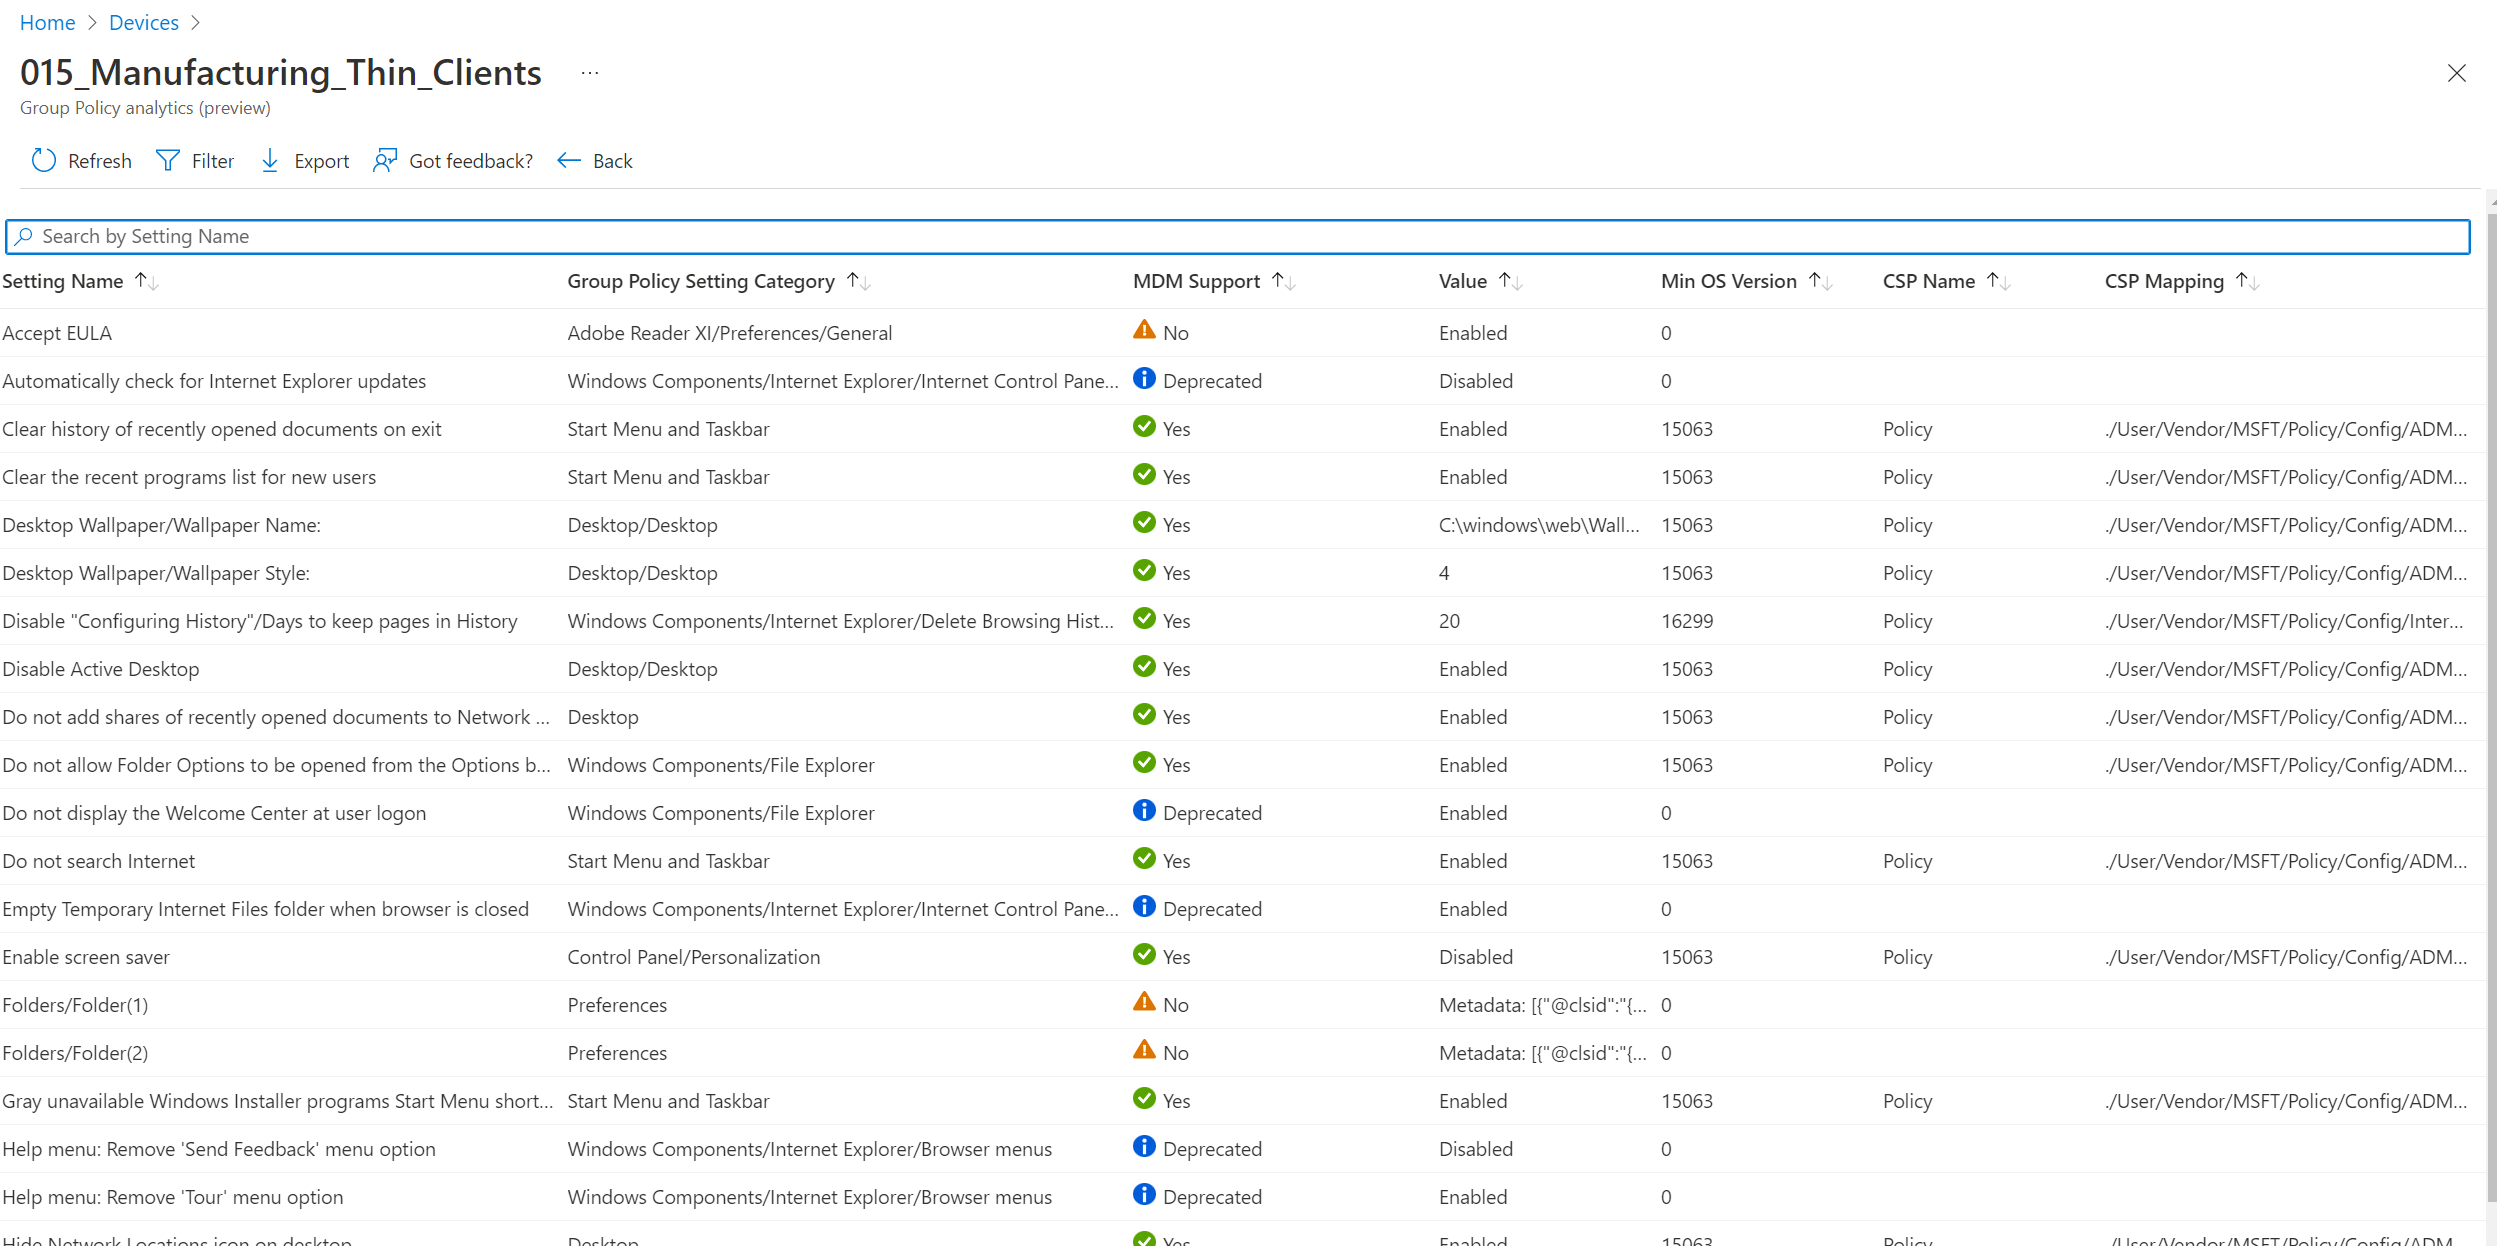 Home > Devices >
015_Manufacturing_Thin_Clients ...
Group Policy analytics (preview)
Refresh Filter Export Got feedback? Back
Search by Setting Name
Setting Name Group Policy Setting Category MDM Support Value Min OS Version CSP Name CSP Mapping
Accept EULA Adobe Reader XI/Preferences/General No Enabled 0
Automatically check for Internet Explorer updates Windows Components/Internet Explorer/Internet Control Pane... Deprecated Disabled 0
Clear history of recently opened documents on exit Start Menu and Taskbar Yes Enabled 15063 Policy ./User/Vendor/MSFT/Policy/Config/ADM...
Clear the recent programs list for new users Start Menu and Taskbar Yes Enabled 15063 Policy ./User/Vendor/MSFT/Policy/Config/ADM...
Desktop Wallpaper/Wallpaper Name: Desktop/Desktop Yes C:\windows\web\Wall... 15063 Policy ./User/Vendor/MSFT/Policy/Config/ADM...
Desktop Wallpaper/Wallpaper Style: Desktop/Desktop Yes 4 15063 Policy ./User/Vendor/MSFT/Policy/Config/ADM...
Disable "Configuring History"/Days to keep pages in History Windows Components/Internet Explorer/Delete Browsing Hist... Yes 20 16299 Policy ./User/Vendor/MSFT/Policy/Config/Inter...
Disable Active Desktop Desktop/Desktop Yes Enabled 15063 Policy ./User/Vendor/MSFT/Policy/Config/ADM...
Do not add shares of recently opened documents to Network ... Desktop Yes Enabled 15063 Policy ./User/Vendor/MSFT/Policy/Config/ADM...
Do not allow Folder Options to be opened from the Options b... Windows Components/File Explorer Yes Enabled 15063 Policy ./User/Vendor/MSFT/Policy/Config/ADM...
Do not display the Welcome Center at user logon Windows Components/File Explorer Deprecated Enabled 0
Do not search Internet Start Menu and Taskbar Yes Enabled 15063 Policy ./User/Vendor/MSFT/Policy/Config/ADM...
Empty Temporary Internet Files folder when browser is closed Windows Components/Internet Explorer/Internet Control Pane... Deprecated Enabled 0
Enable screen saver Control Panel/Personalization Yes Disabled 15063 Policy ./User/Vendor/MSFT/Policy/Config/ADM...
Folders/Folder(1) Preferences No Metadata: [{"@clsid":"{... 0
Folders/Folder(2) Preferences No Metadata: [{"@clsid":"{... 0
Gray unavailable Windows Installer programs Start Menu short... Start Menu and Taskbar Yes Enabled 15063 Policy ./User/Vendor/MSFT/Policy/Config/ADM...
Help menu: Remove 'Send Feedback' menu option Windows Components/Internet Explorer/Browser menus Deprecated Disabled 0
Help menu: Remove 'Tour' menu option Windows Components/Internet Explorer/Browser menus Deprecated Enabled 0
Hide Network Locations icon on desktop Desktop Yes Enabled 15063 Policy ./User/Vendor/MSFT/Policy/Config/ADM